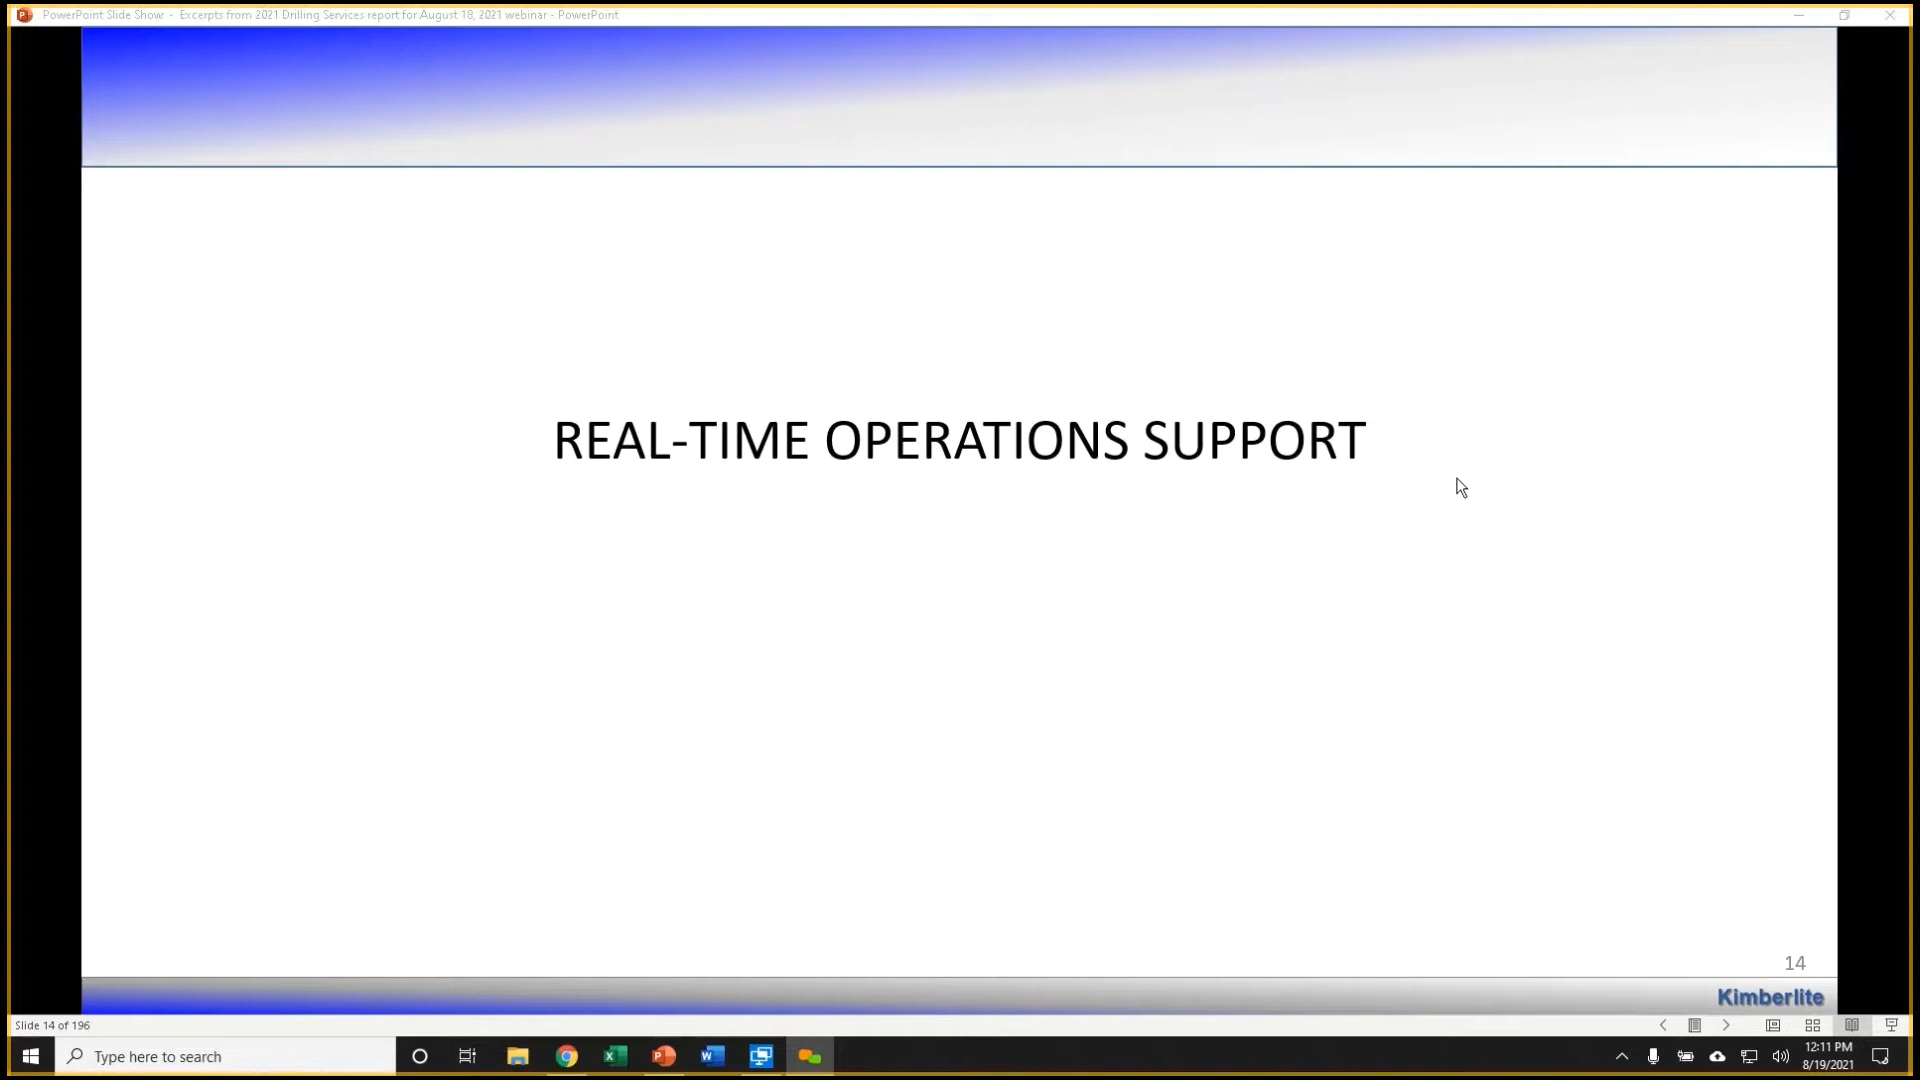 PowerPoint Slide Show - Excerpts from 2021 Drilling Services report for August 18, 2021 webinar - PowerPoint
REAL-TIME OPERATIONS SUPPORT
14
Kimberlite
Slide 14 of 196
Type here to search
12:11 PM
8/19/2021